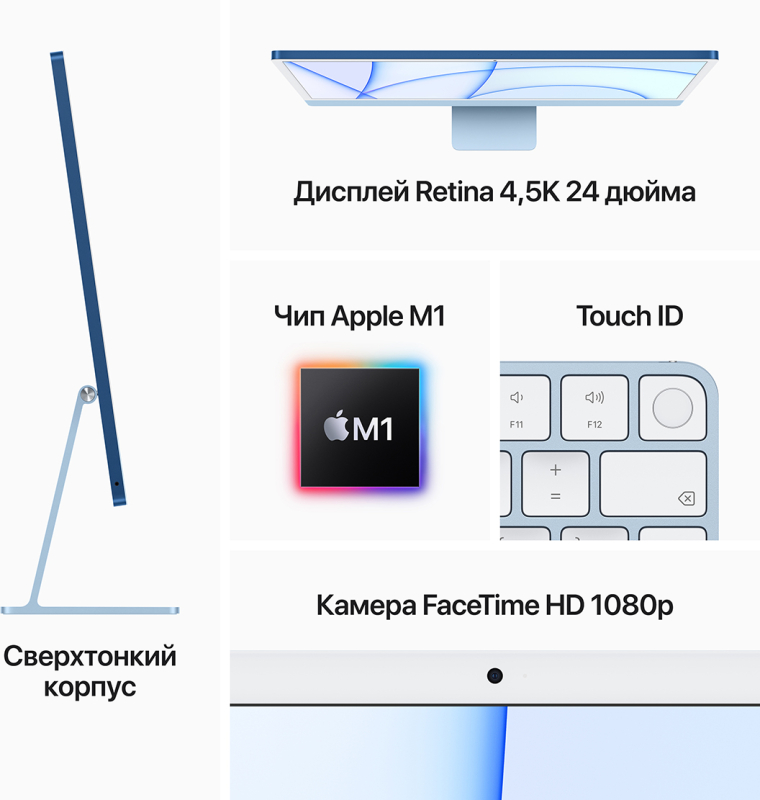 Дисплей Retina 4,5K 24 дюйма
Чип Apple M1
Touch ID
M1
F11
F12
+
=
Камера FaceTime HD 1080p
Сверхтонкий
корпус